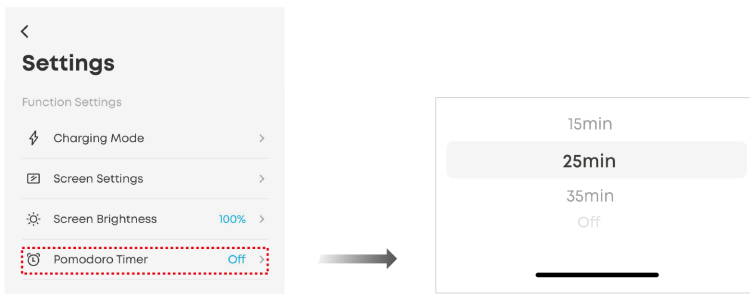 Settings
Function Settings
Charging Mode
Screen Settings
Screen Brightness 100%
Pomodoro Timer Off
15min
25min
35min
Off